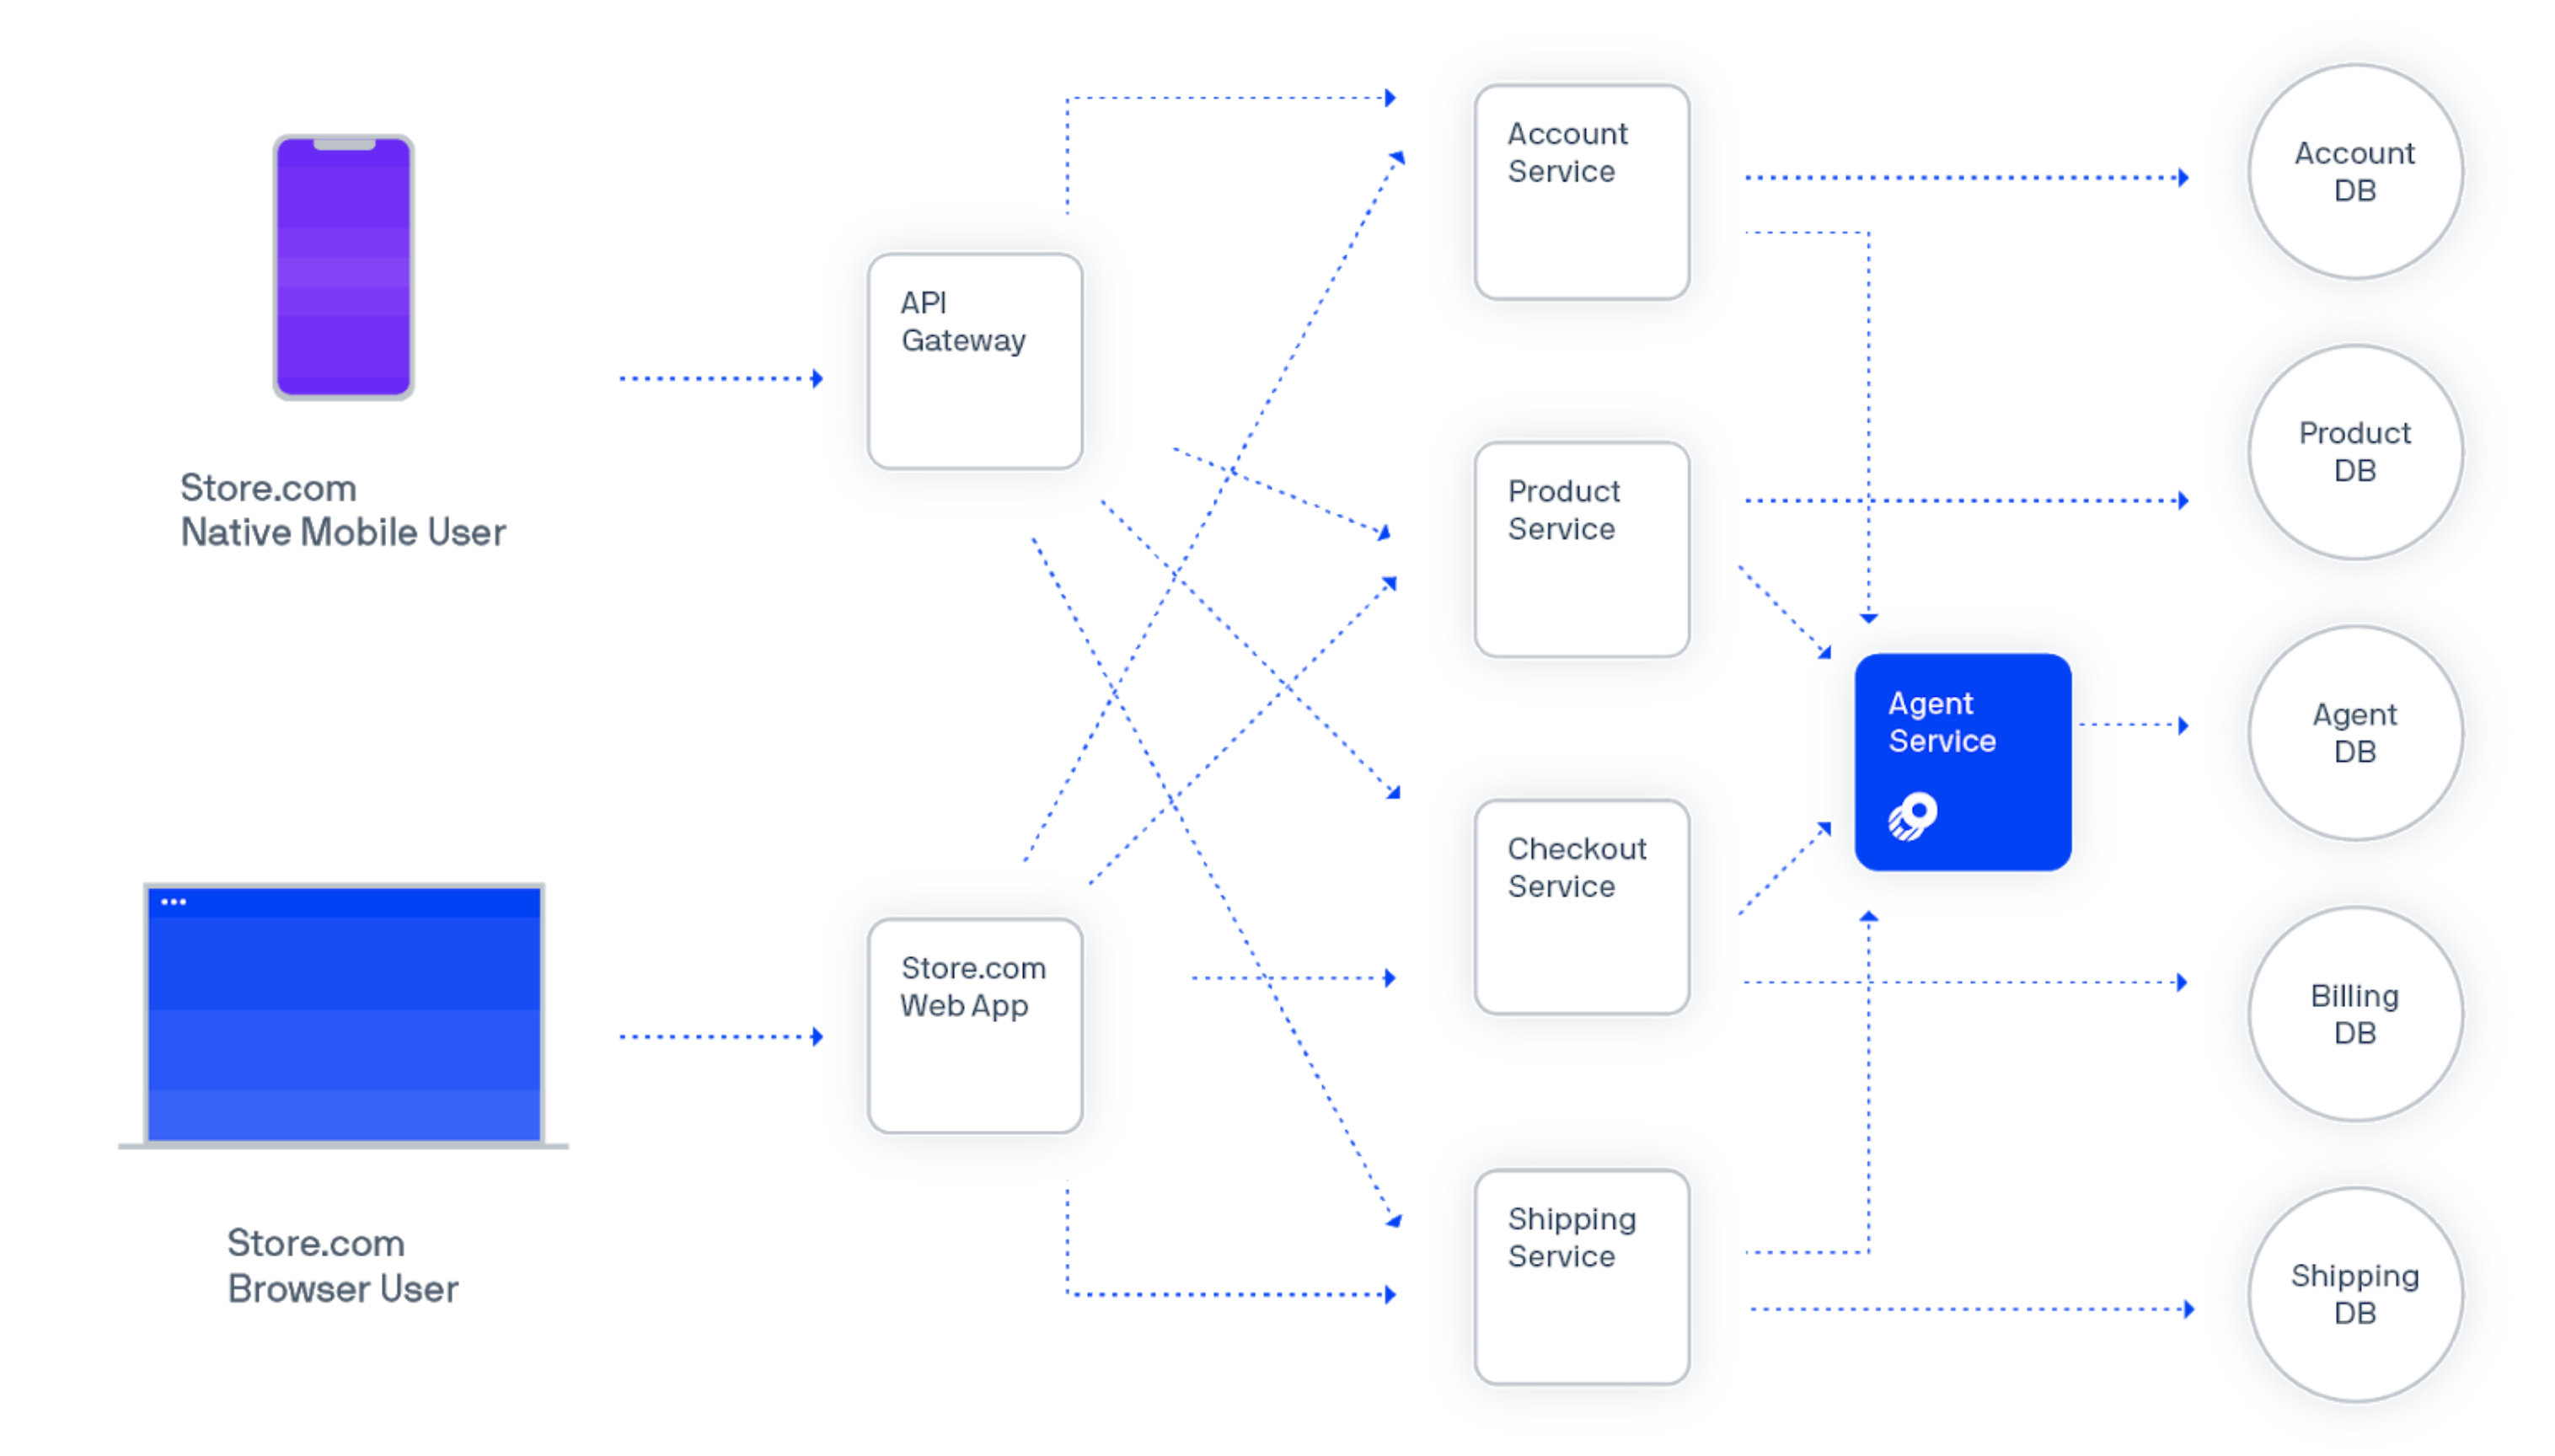 Store.com
Native Mobile User
Store.com
Browser User
API
Gateway
Store.com
Web App
Account
Service
Product
Service
Checkout
Service
Shipping
Service
Agent
Service
Account
DB
Product
DB
Agent
DB
Billing
DB
Shipping
DB